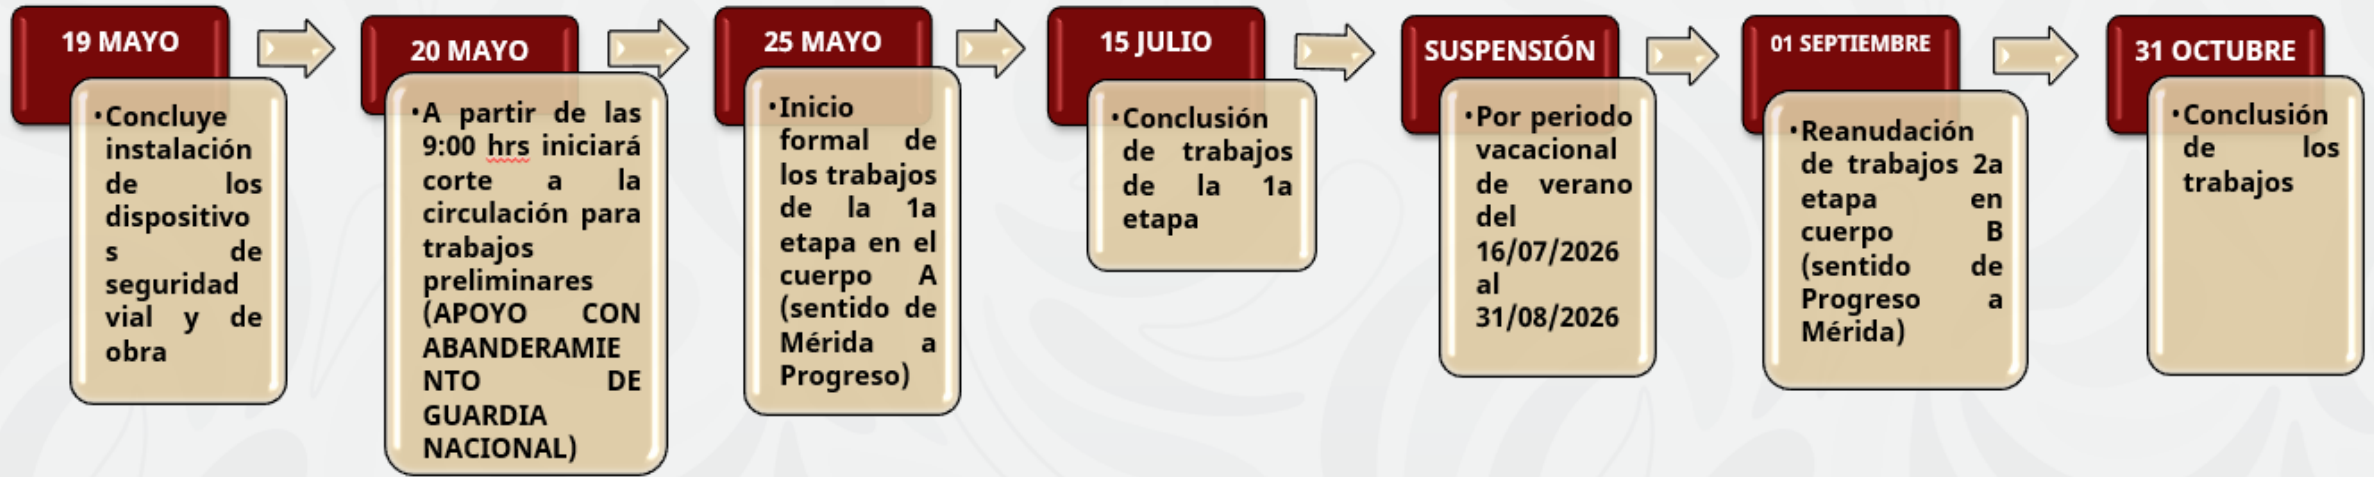 19 MAYO
•Concluye
instalación
de los
dispositivo
s de
seguridad
vial y de
obra
20 MAYO
•A partir de las
9:00 hrs iniciará
corte a la
circulación para
trabajos
preliminares
(APOYO CON
ABANDERAMIE
NTO DE
GUARDIA
NACIONAL)
25 MAYO
•Inicio
formal de
los trabajos
de la 1a
etapa en el
cuerpo A
(sentido de
Mérida a
Progreso)
15 JULIO
•Conclusión
de trabajos
de la 1a
etapa
SUSPENSIÓN
•Por periodo
vacacional
de verano
del
16/07/2026
al
31/08/2026
01 SEPTIEMBRE
•Reanudación
de trabajos 2a
etapa en
cuerpo B
(sentido de
Progreso a
Mérida)
31 OCTUBRE
•Conclusión
de los
trabajos